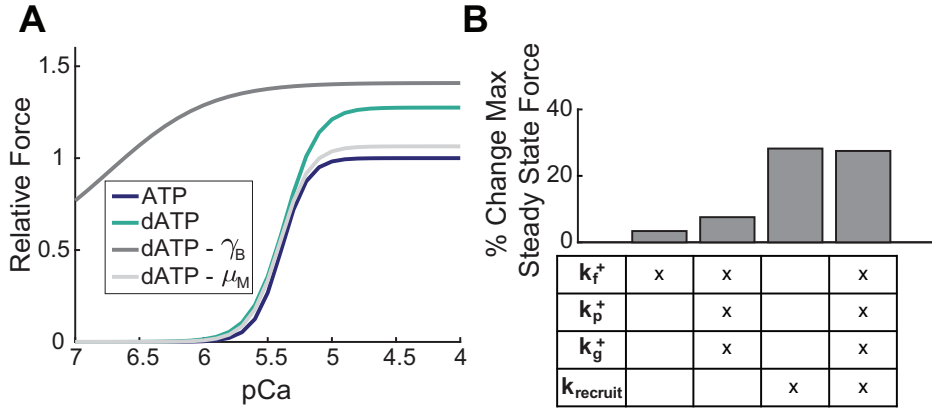 A
Relative Force
1.5
1
0.5
0
7
6.5
6
5.5
5
4.5
4
pCa
ATP
dATP
dATP - γB
dATP - μM
B
% Change Max
Steady State Force
40
20
0
kf+ x x x
kp+ x x
kg+ x x
krecruit x x